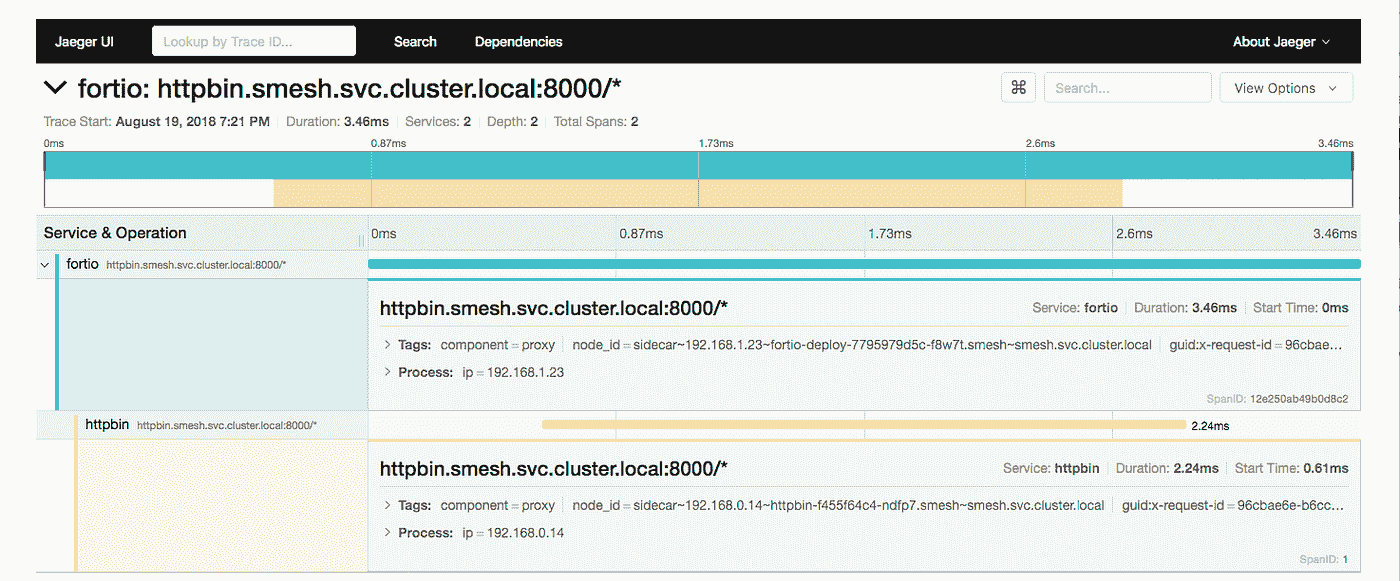 Jaeger UI Lookup by Trace ID... Search Dependencies About Jaeger
fortio: httpbin.smesh.svc.cluster.local:8000/* ⌘ Search... View Options
Trace Start: August 19, 2018 7:21 PM Duration: 3.46ms Services: 2 Depth: 2 Total Spans: 2
0ms 0.87ms 1.73ms 2.6ms 3.46ms
Service & Operation 0ms 0.87ms 1.73ms 2.6ms 3.46ms
fortio httpbin.smesh.svc.cluster.local:8000/*
httpbin.smesh.svc.cluster.local:8000/* Service: fortio Duration: 3.46ms Start Time: 0ms
Tags: component = proxy node_id = sidecar~192.168.1.23~fortio-deploy-7795979d5c-f8w7t.smesh~smesh.svc.cluster.local guid:x-request-id = 96cbae...
Process: ip = 192.168.1.23
SpanID: 12e250ab49b0d8c2
httpbin httpbin.smesh.svc.cluster.local:8000/* 2.24ms
httpbin.smesh.svc.cluster.local:8000/* Service: httpbin Duration: 2.24ms Start Time: 0.61ms
Tags: component = proxy node_id = sidecar~192.168.0.14~httpbin-f455f64c4-ndfp7.smesh~smesh.svc.cluster.local guid:x-request-id = 96cbae6e-b6cc...
Process: ip = 192.168.0.14
SpanID: 1